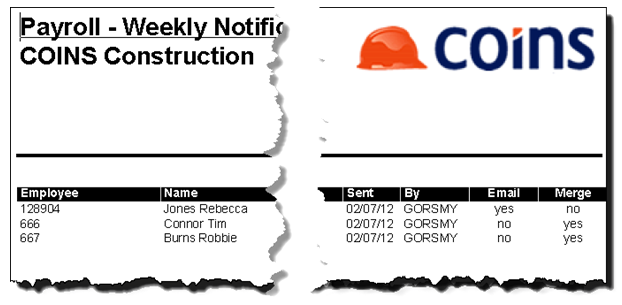 Payroll - Weekly
COINS Construction
coins
Employee Name Sent By Email Merge
128904 Jones Rebecca 02/07/12 GORSMY yes no
666 Connor Tim 02/07/12 GORSMY no yes
667 Burns Robbie 02/07/12 GORSMY no yes